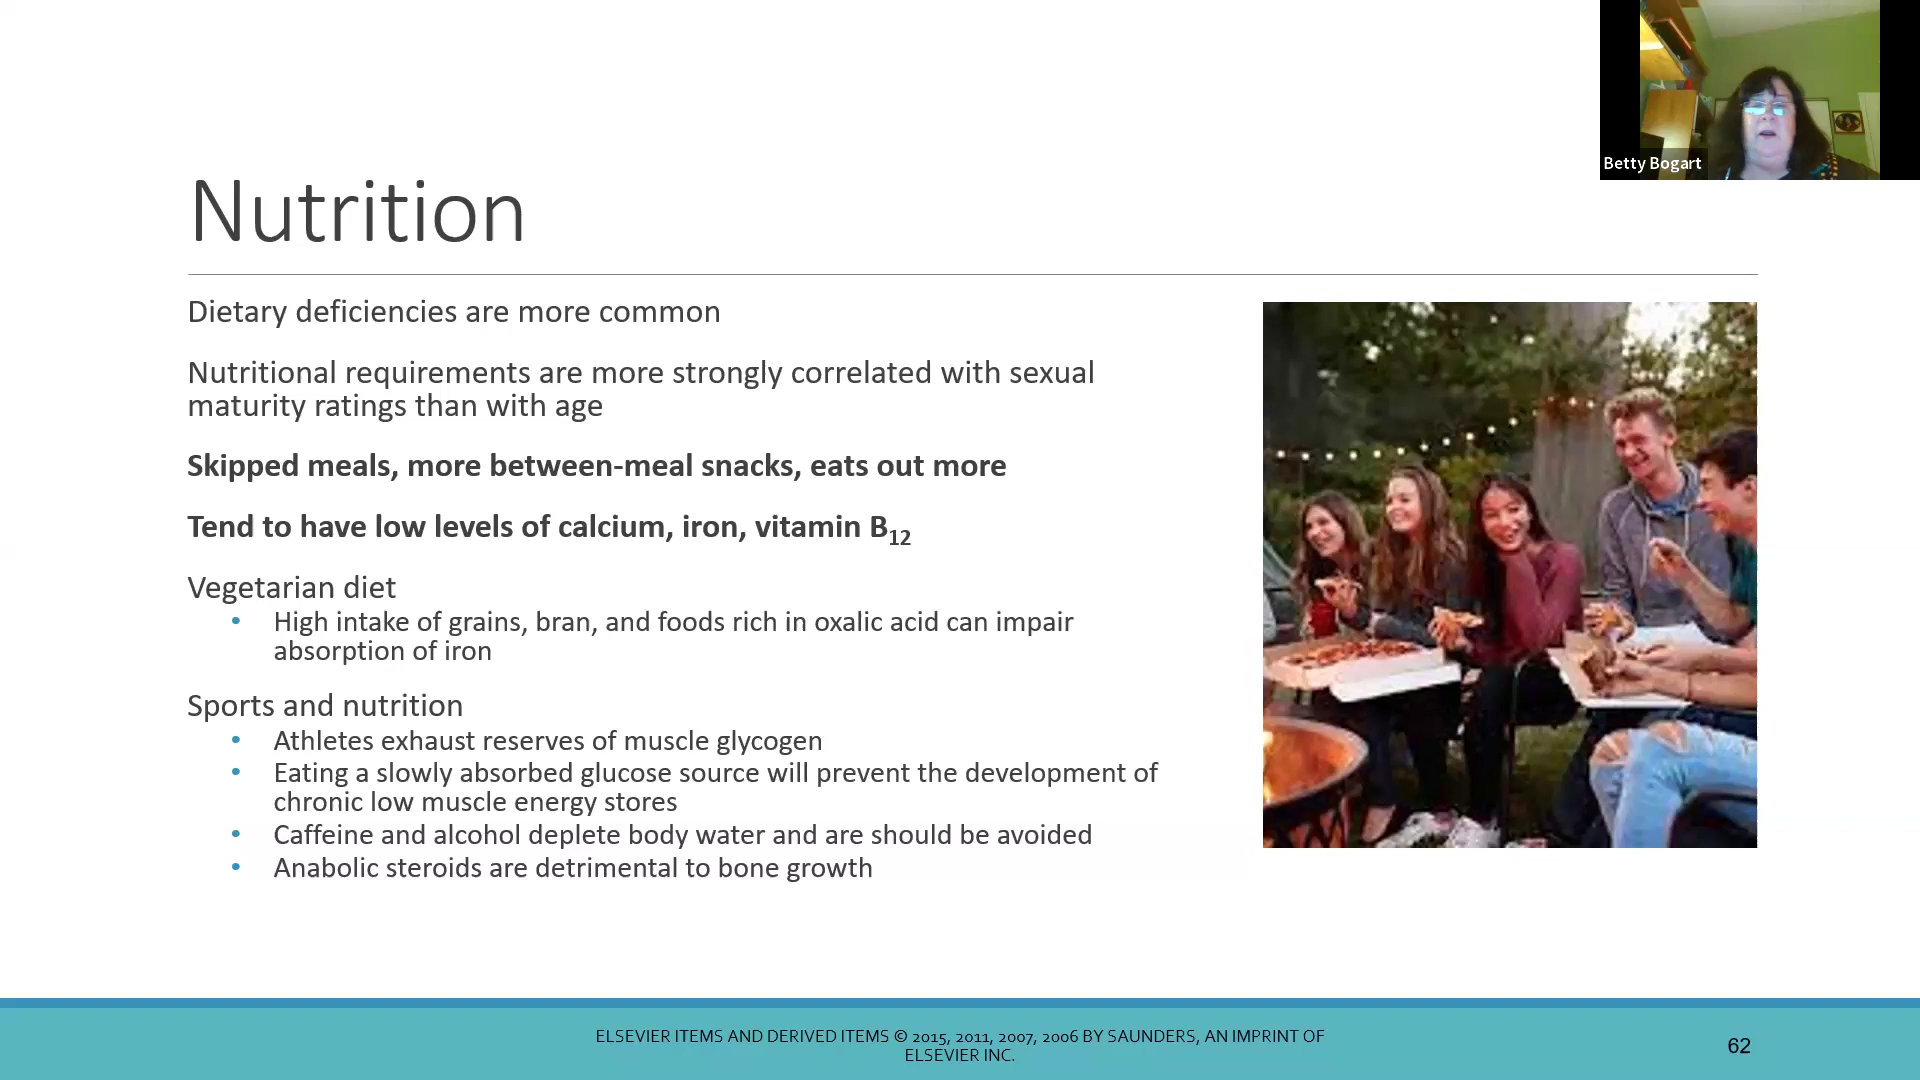 Betty Bogart
Nutrition
Dietary deficiencies are more common
Nutritional requirements are more strongly correlated with sexual
maturity ratings than with age
Skipped meals, more between-meal snacks, eats out more
Tend to have low levels of calcium, iron, vitamin B12
Vegetarian diet
• High intake of grains, bran, and foods rich in oxalic acid can impair
absorption of iron
Sports and nutrition
• Athletes exhaust reserves of muscle glycogen
• Eating a slowly absorbed glucose source will prevent the development of
chronic low muscle energy stores
• Caffeine and alcohol deplete body water and are should be avoided
• Anabolic steroids are detrimental to bone growth
ELSEVIER ITEMS AND DERIVED ITEMS © 2015, 2011, 2007, 2006 BY SAUNDERS, AN IMPRINT OF
ELSEVIER INC.
62